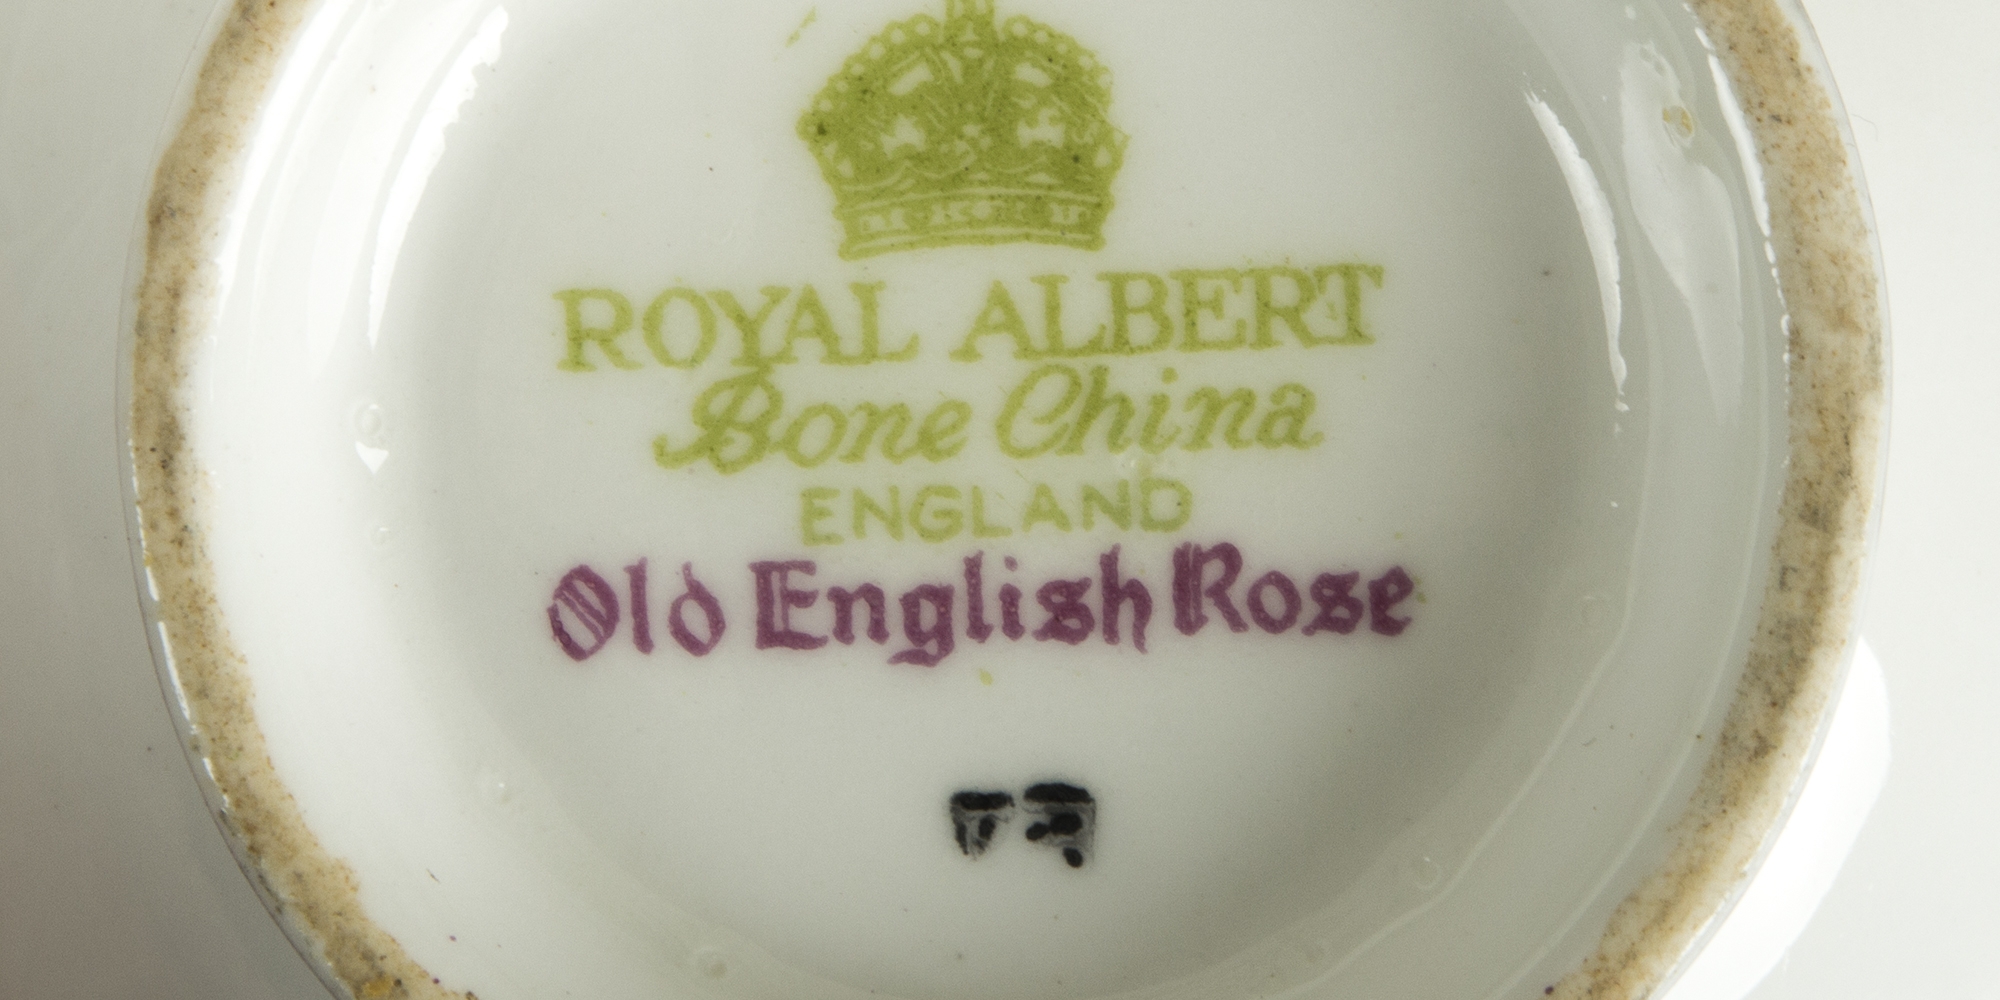 ROYAL ALBERT
Bone China
ENGLAND
Old English Rose